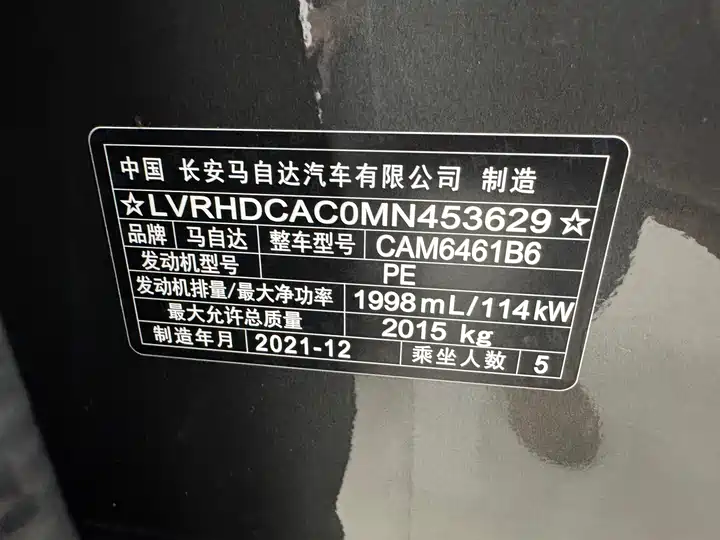 中国 长安马自达汽车有限公司 制造
☆LVRHDCAC0MN453629☆
品牌 马自达 整车型号 CAM6461B6
发动机型号 PE
发动机排量/最大净功率 1998mL/114kW
最大允许总质量 2015 kg
制造年月 2021-12 乘坐人数 5